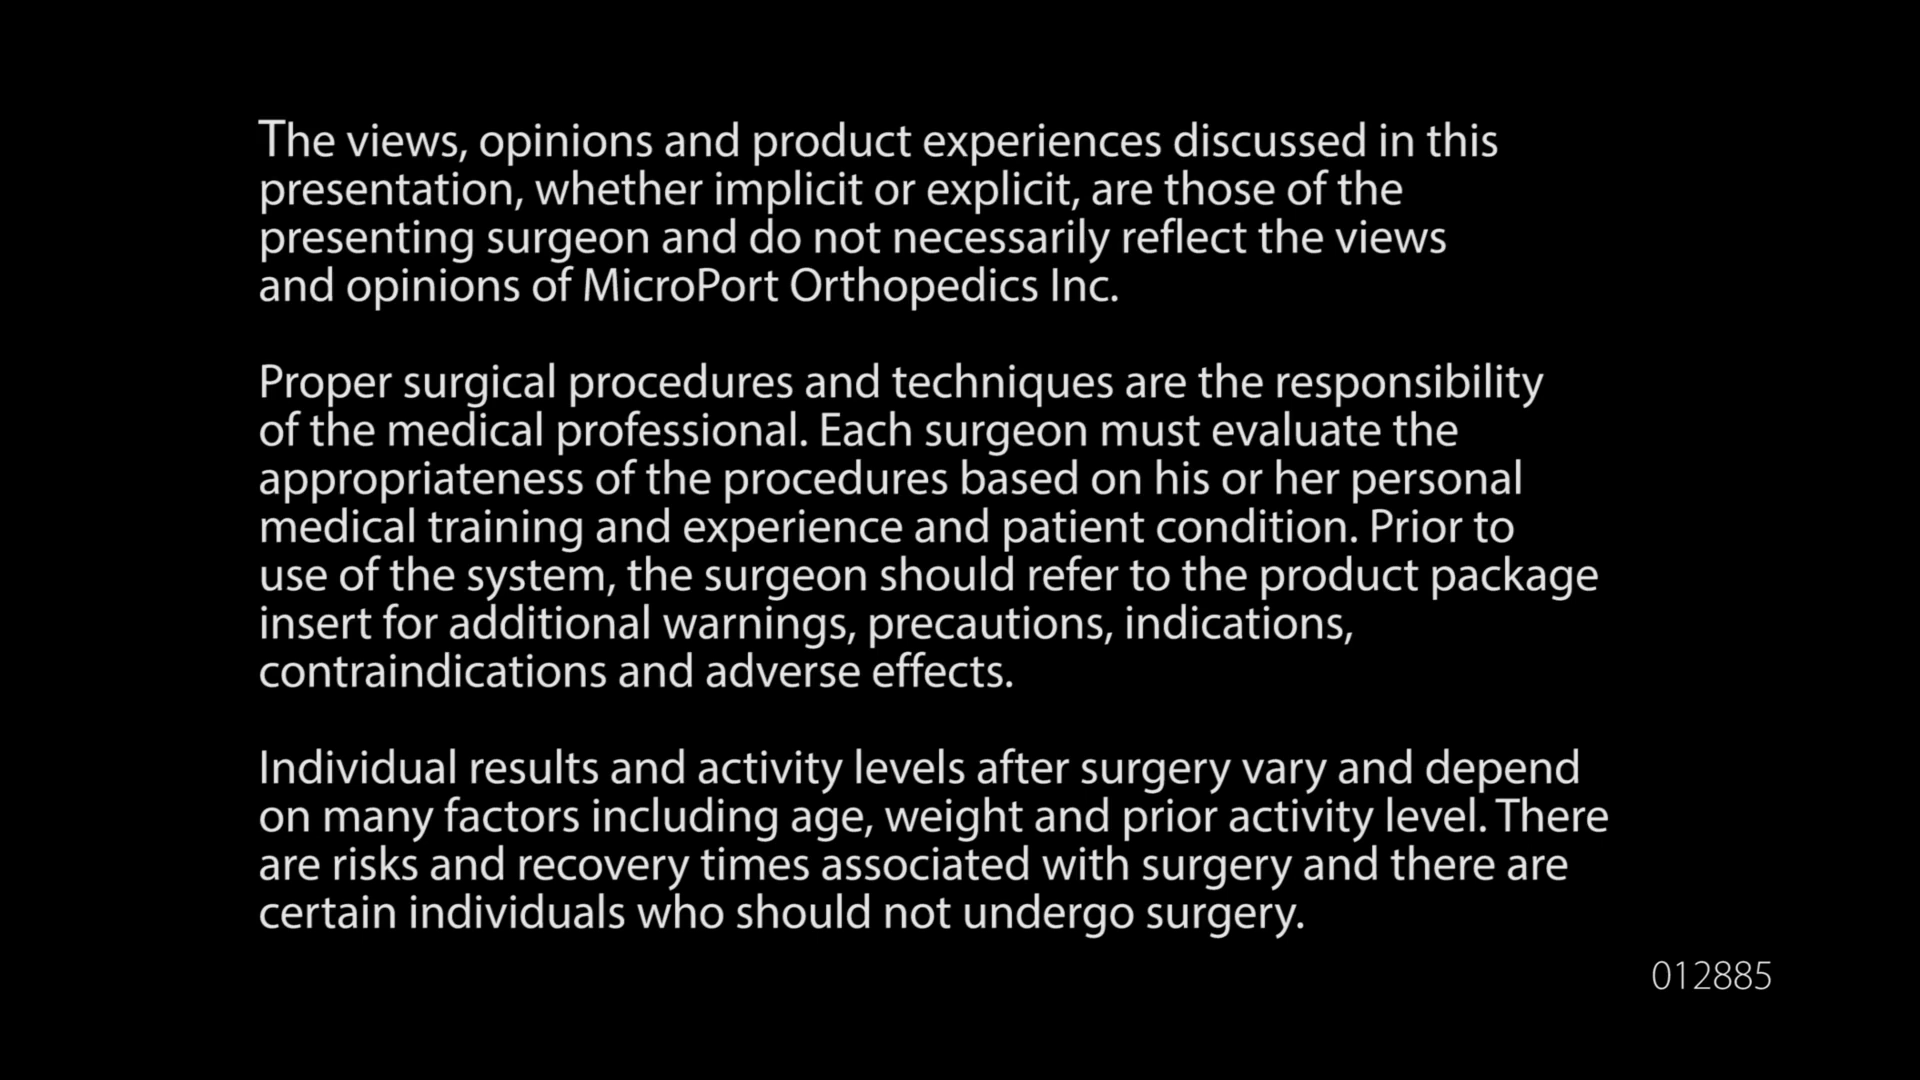 The views, opinions and product experiences discussed in this
presentation, whether implicit or explicit, are those of the
presenting surgeon and do not necessarily reflect the views
and opinions of MicroPort Orthopedics Inc.
Proper surgical procedures and techniques are the responsibility
of the medical professional. Each surgeon must evaluate the
appropriateness of the procedures based on his or her personal
medical training and experience and patient condition. Prior to
use of the system, the surgeon should refer to the product package
insert for additional warnings, precautions, indications,
contraindications and adverse effects.
Individual results and activity levels after surgery vary and depend
on many factors including age, weight and prior activity level. There
are risks and recovery times associated with surgery and there are
certain individuals who should not undergo surgery.
012885